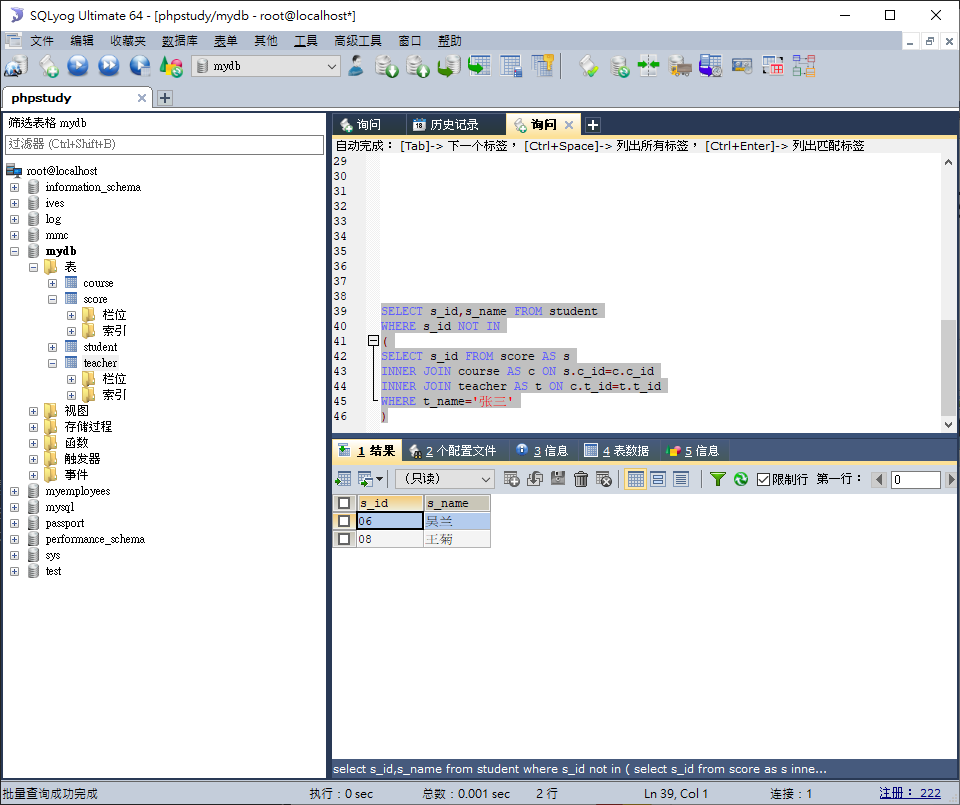 SQLyog Ultimate 64 - [phpstudy/mydb - root@localhost*]
文件 编辑 收藏夹 数据库 表单 其他 工具 高级工具 窗口 帮助
mydb
phpstudy
筛选表格 mydb
过滤器 (Ctrl+Shift+B)
root@localhost
information_schema
ives
log
mmc
mydb
表
course
score
栏位
索引
student
teacher
栏位
索引
视图
存储过程
函数
触发器
事件
myemployees
mysql
passport
performance_schema
sys
test
询问 历史记录 询问
自动完成： [Tab]-> 下一个标签， [Ctrl+Space]-> 列出所有标签， [Ctrl+Enter]-> 列出匹配标签
29
30
31
32
33
34
35
36
37
38
39 SELECT s_id,s_name FROM student
40 WHERE s_id NOT IN
41 (
42 SELECT s_id FROM score AS s
43 INNER JOIN course AS c ON s.c_id=c.c_id
44 INNER JOIN teacher AS t ON c.t_id=t.t_id
45 WHERE t_name='张三'
46 )
1 结果 2 个配置文件 3 信息 4 表数据 5 信息
（只读） 限制行 第一行： 0
s_id s_name
06 吴兰
08 王菊
select s_id,s_name from student where s_id not in ( select s_id from score as s inne...
批量查询成功完成 执行：0 sec 总数：0.001 sec 2 行 Ln 39, Col 1 连接：1 注册： 222